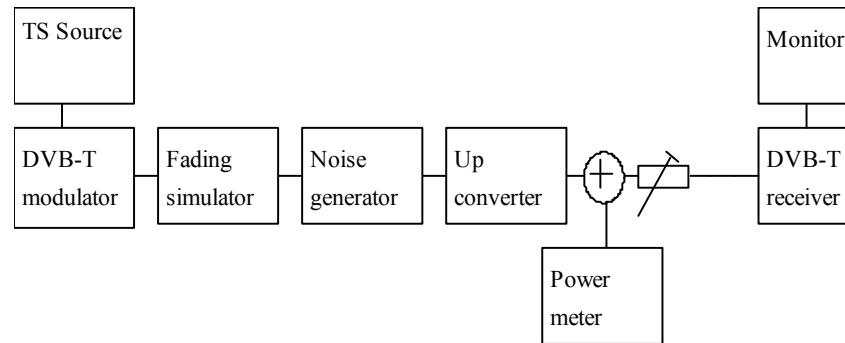 TS Source
Monitor
DVB-T
modulator
Fading
simulator
Noise
generator
Up
converter
DVB-T
receiver
Power
meter